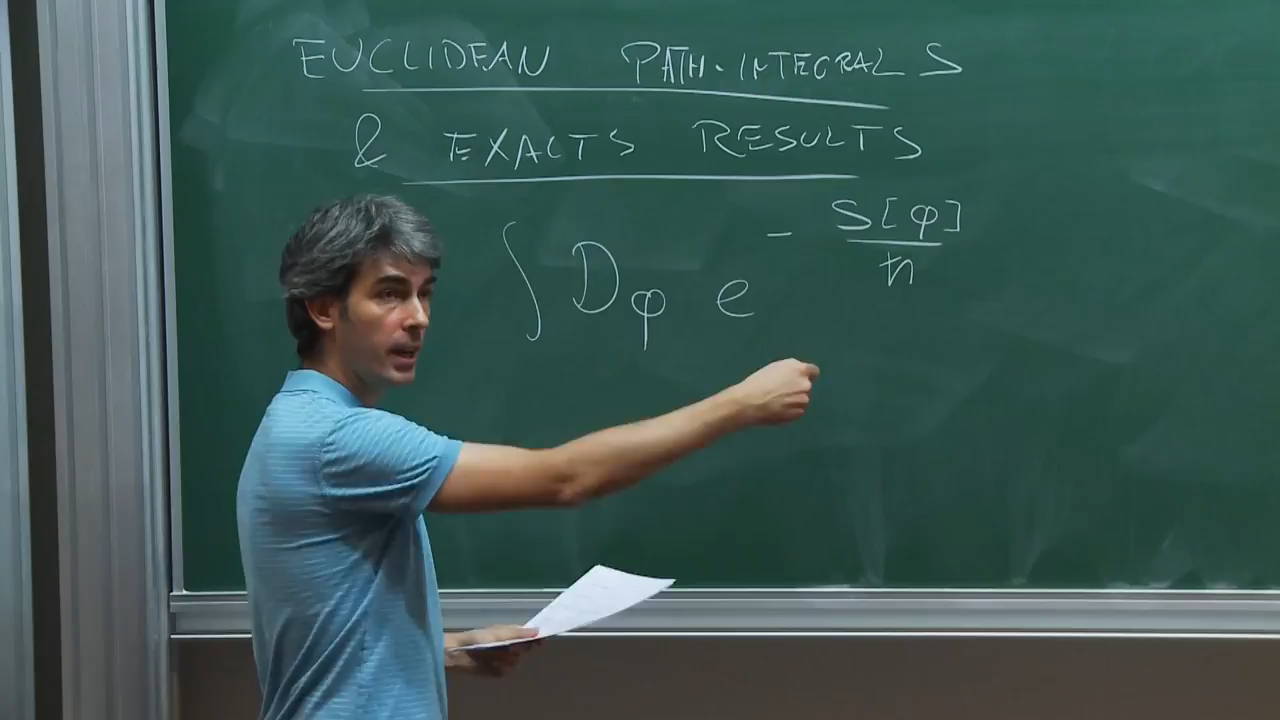 EUCLIDEAN PATH-INTEGRALS
& EXACTS RESULTS
∫ Dφ e^{- S[φ]/ħ}